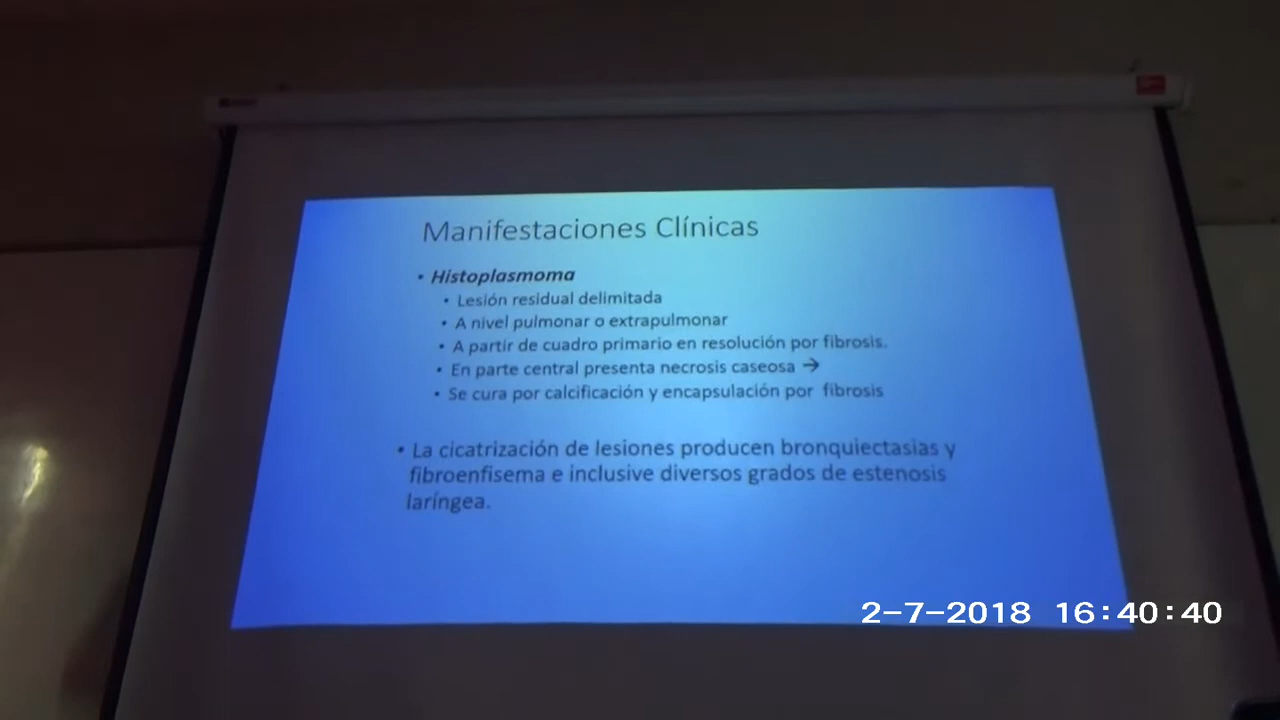 Manifestaciones Clínicas
• Histoplasmoma
• Lesión residual delimitada
• A nivel pulmonar o extrapulmonar
• A partir de cuadro primario en resolución por fibrosis.
• En parte central presenta necrosis caseosa →
• Se cura por calcificación y encapsulación por fibrosis
• La cicatrización de lesiones producen bronquiectasias y
fibroenfisema e inclusive diversos grados de estenosis
laríngea.
2-7-2018 16:40:40